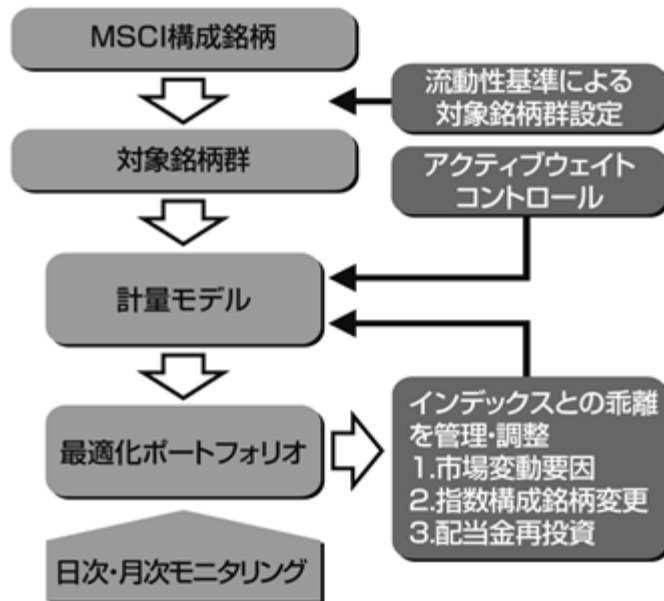 MSCI構成銘柄
流動性基準による
対象銘柄群設定
対象銘柄群
アクティブウェイト
コントロール
計量モデル
最適化ポートフォリオ
インデックスとの乖離
を管理・調整
1.市場変動要因
2.指数構成銘柄変更
3.配当金再投資
日次・月次モニタリング